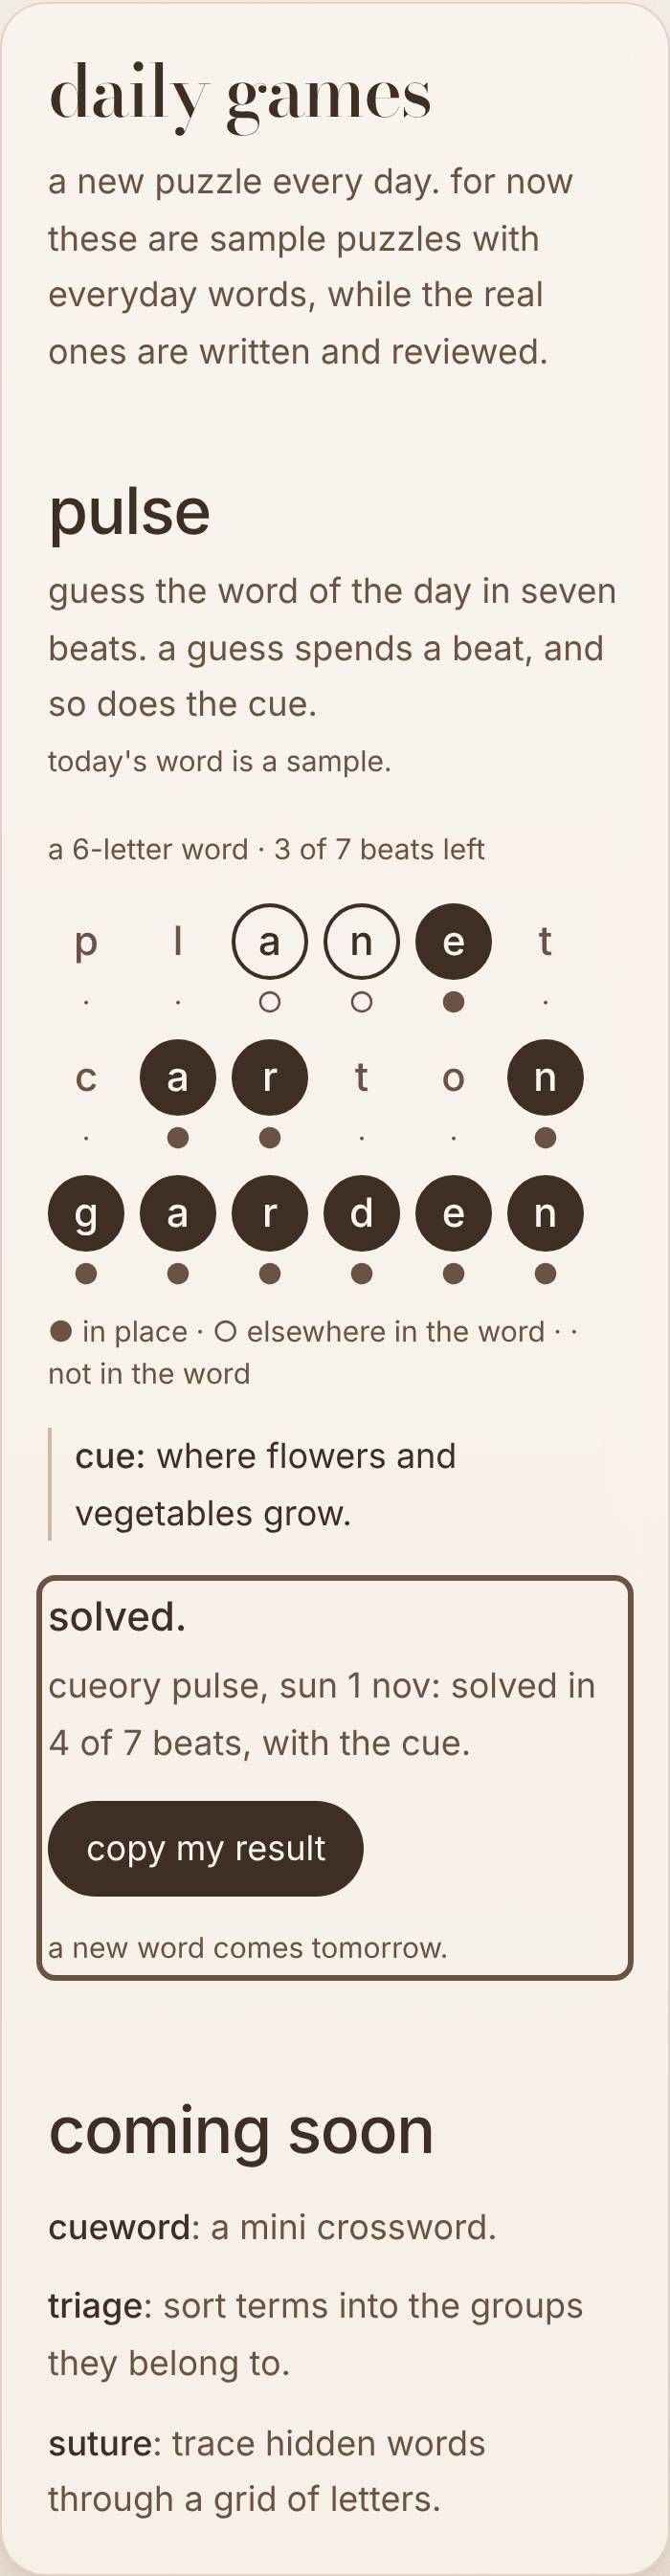 daily games
a new puzzle every day. for now
these are sample puzzles with
everyday words, while the real
ones are written and reviewed.
pulse
guess the word of the day in seven
beats. a guess spends a beat, and
so does the cue.
today's word is a sample.
a 6-letter word · 3 of 7 beats left
p l a n e t
· · ○ ○ ● ·
c a r t o n
· ● ● · · ●
g a r d e n
● ● ● ● ● ●
● in place · ○ elsewhere in the word · ·
not in the word
cue: where flowers and
vegetables grow.
solved.
cueory pulse, sun 1 nov: solved in
4 of 7 beats, with the cue.
copy my result
a new word comes tomorrow.
coming soon
cueword: a mini crossword.
triage: sort terms into the groups
they belong to.
suture: trace hidden words
through a grid of letters.